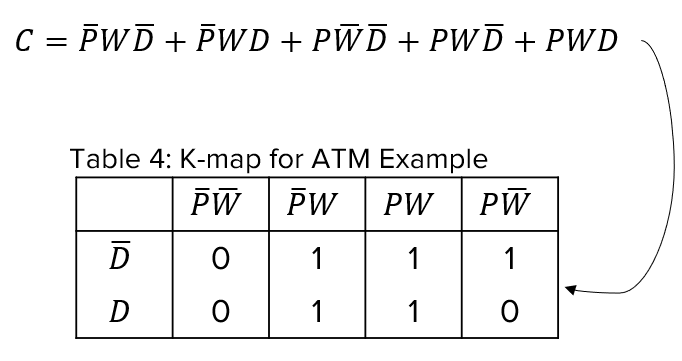 C = P̅WD̅ + P̅WD + PW̅D̅ + PWD̅ + PWD
Table 4: K-map for ATM Example
P̅W̅ P̅W PW PW̅
D̅ 0 1 1 1
D 0 1 1 0